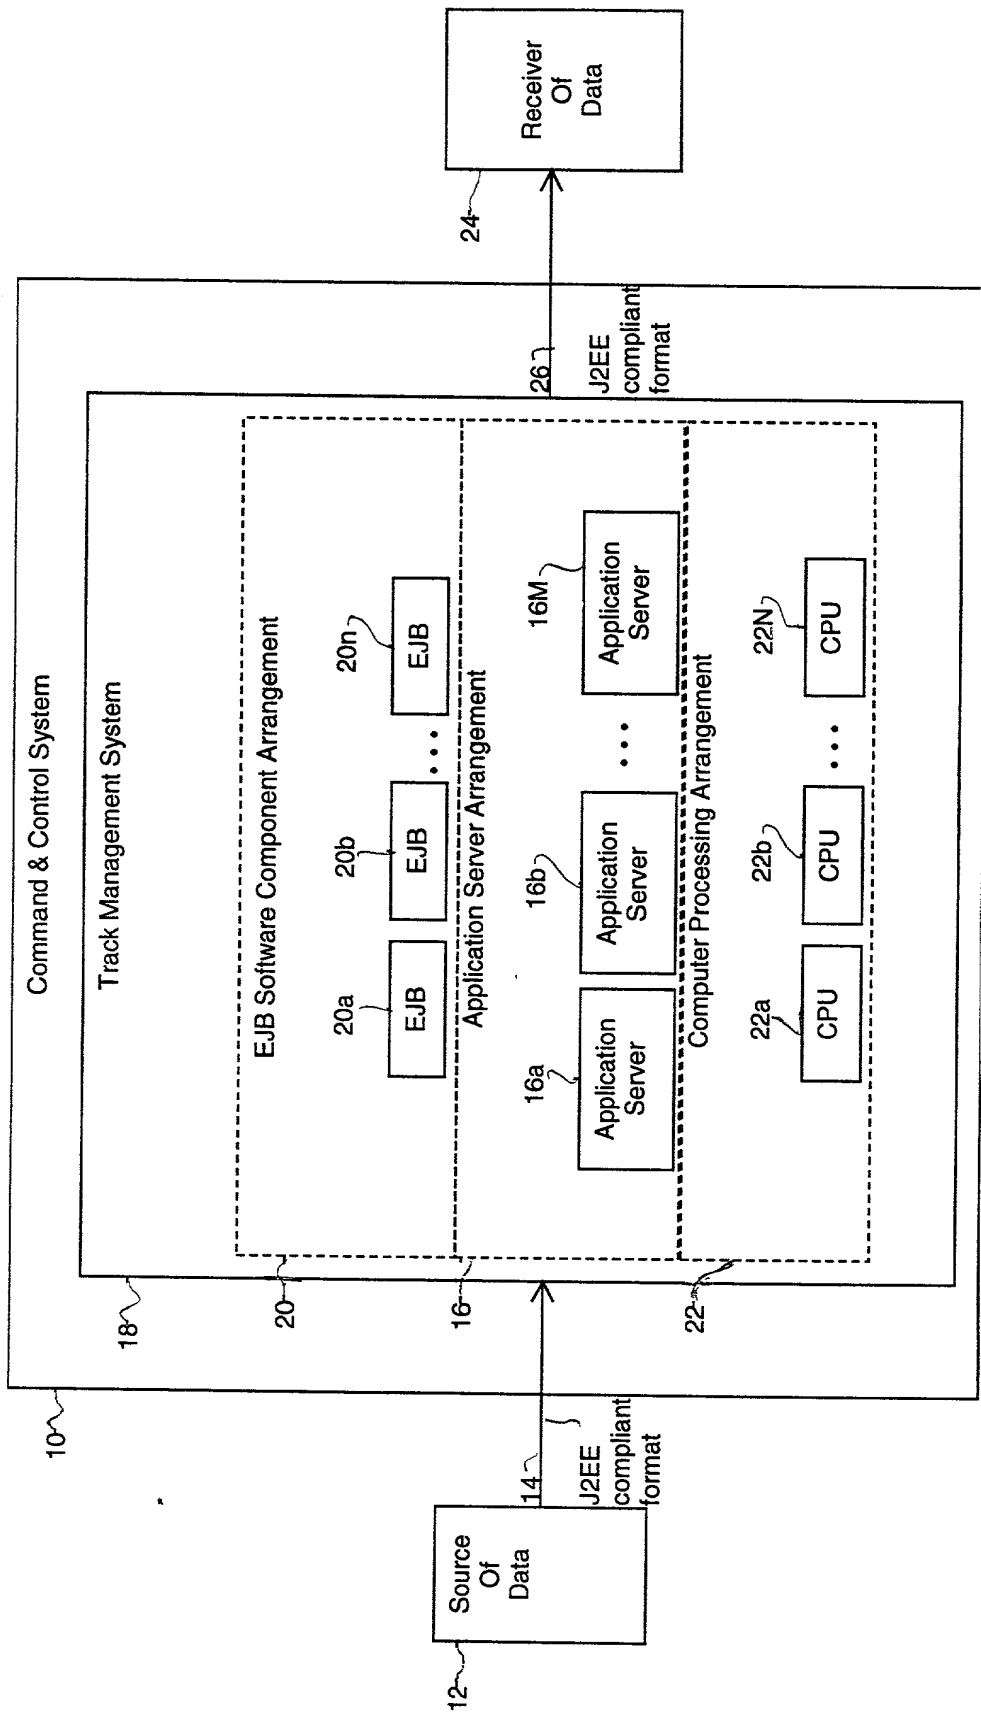 Command & Control System
10
Track Management System
18
EJB Software Component Arrangement
20
20a
20b
20n
EJB
EJB
...
EJB
Application Server Arrangement
16
16a
16b
16M
Application
Server
Application
Server
...
Application
Server
Computer Processing Arrangement
22
22a
22b
22N
CPU
CPU
...
CPU
Source
Of
Data
12
14
J2EE
compliant
format
26
J2EE
compliant
format
24
Receiver
Of
Data